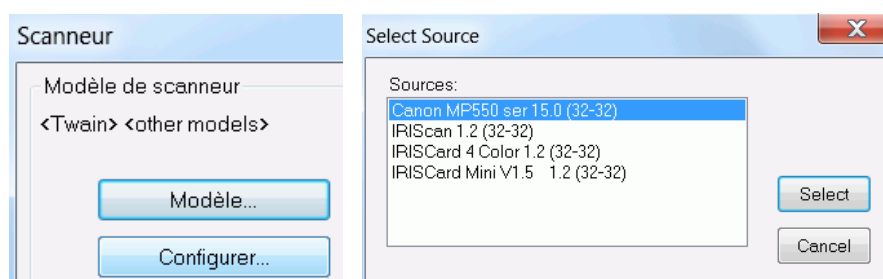 Scanneur
Modèle de scanneur
<Twain> <other models>
Modèle...
Configurer...
Select Source
Sources:
Canon MP550 ser 15.0 (32-32)
IRIScan 1.2 (32-32)
IRISCard 4 Color 1.2 (32-32)
IRISCard Mini V1.5 1.2 (32-32)
Select
Cancel